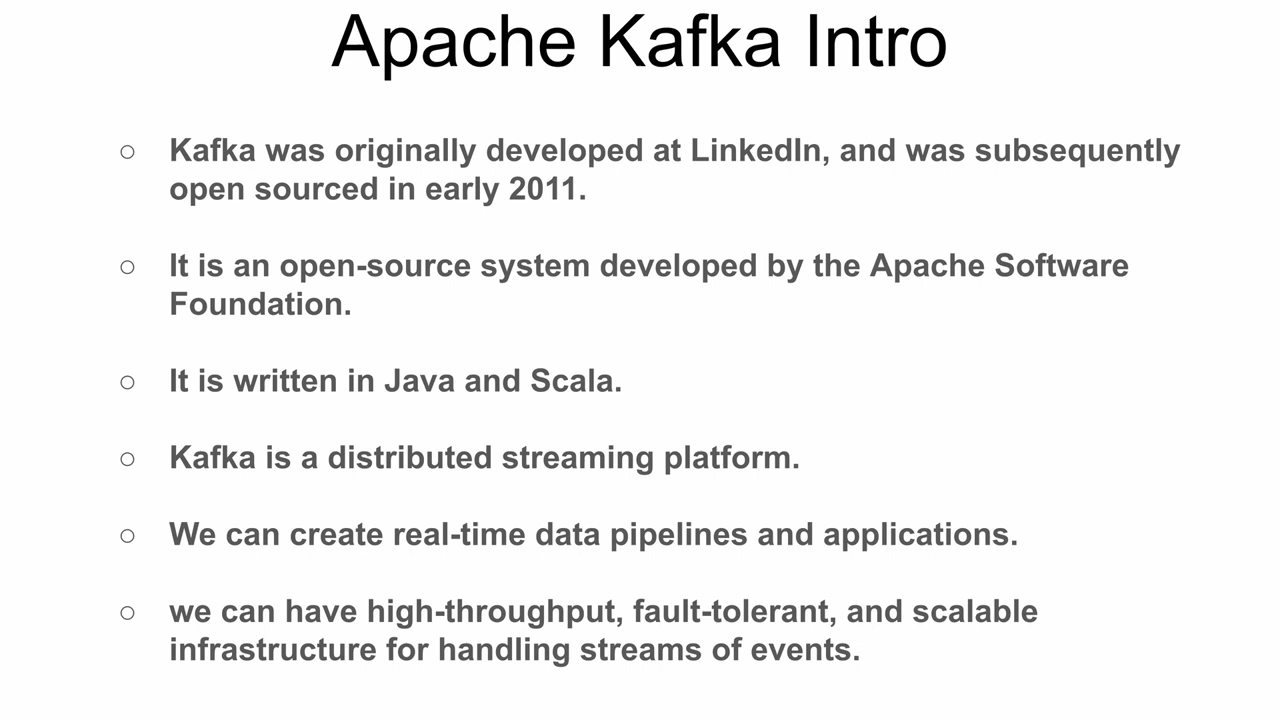 Apache Kafka Intro
○ Kafka was originally developed at LinkedIn, and was subsequently
open sourced in early 2011.
○ It is an open-source system developed by the Apache Software
Foundation.
○ It is written in Java and Scala.
○ Kafka is a distributed streaming platform.
○ We can create real-time data pipelines and applications.
○ we can have high-throughput, fault-tolerant, and scalable
infrastructure for handling streams of events.